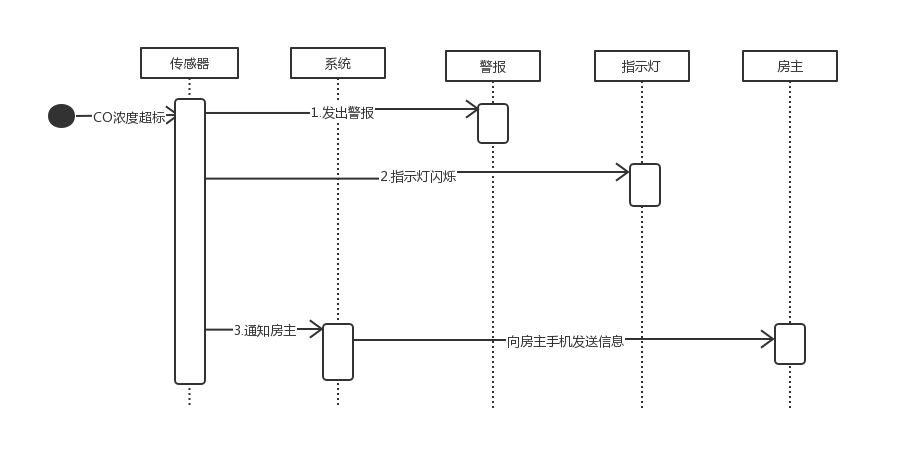 传感器
系统
警报
指示灯
房主
CO浓度超标
1.发出警报
2.指示灯闪烁
3.通知房主
向房主手机发送信息